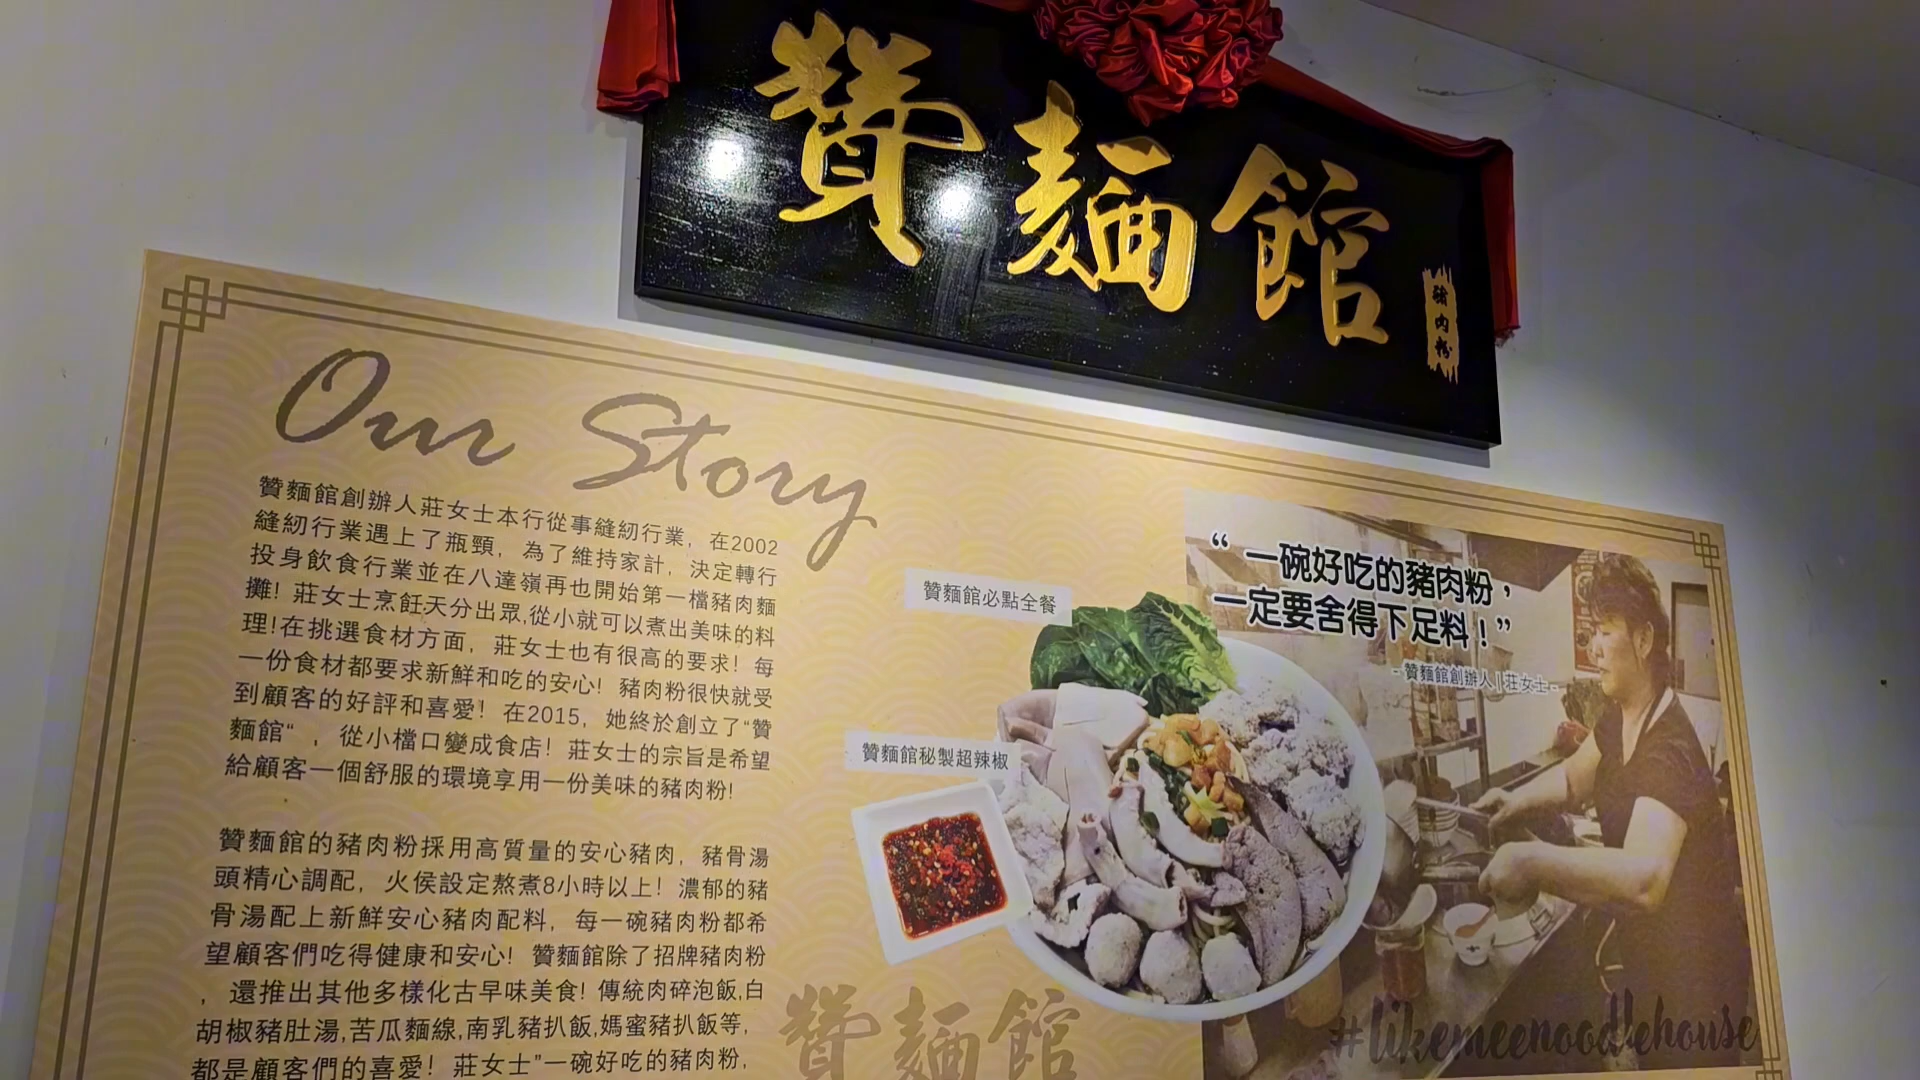 贊麵館
豬肉粉
Our Story
贊麵館創辦人莊女士本行從事縫紉行業，在2002
縫紉行業遇上了瓶頸，為了維持家計，決定轉行
投身飲食行業並在八達嶺再也開始第一檔豬肉麵
攤！莊女士烹飪天分出眾,從小就可以煮出美味的料
理!在挑選食材方面，莊女士也有很高的要求！每
一份食材都要求新鮮和吃的安心！豬肉粉很快就受
到顧客的好評和喜愛！在2015，她終於創立了“贊
麵館“，從小檔口變成食店！莊女士的宗旨是希望
給顧客一個舒服的環境享用一份美味的豬肉粉!
贊麵館的豬肉粉採用高質量的安心豬肉，豬骨湯
頭精心調配，火侯設定熬煮8小時以上！濃郁的豬
骨湯配上新鮮安心豬肉配料，每一碗豬肉粉都希
望顧客們吃得健康和安心！贊麵館除了招牌豬肉粉
，還推出其他多樣化古早味美食！傳統肉碎泡飯,白
胡椒豬肚湯,苦瓜麵線,南乳豬扒飯,媽蜜豬扒飯等,
都是顧客們的喜愛！莊女士”一碗好吃的豬肉粉,
贊麵館必點全餐
贊麵館秘製超辣椒
“一碗好吃的豬肉粉，
一定要舍得下足料！”
- 贊麵館創辦人 | 莊女士 -
贊麵館
#likemeenoodlehouse